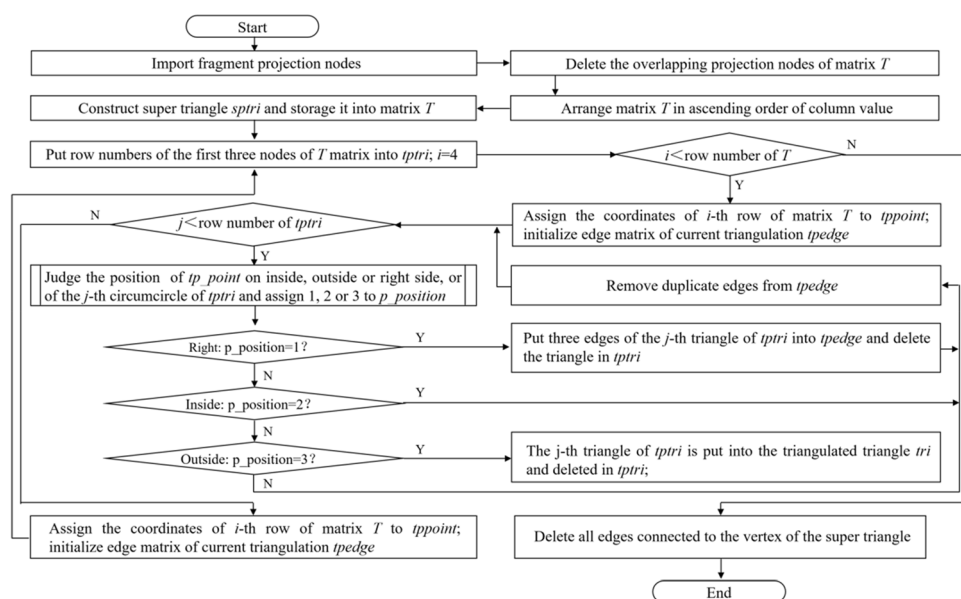 Start
Import fragment projection nodes
Delete the overlapping projection nodes of matrix T
Construct super triangle sptri and storage it into matrix T
Arrange matrix T in ascending order of column value
Put row numbers of the first three nodes of T matrix into tptri; i=4
i<row number of T
N
Y
N
j<row number of tptri
Assign the coordinates of i-th row of matrix T to tppoint;
initialize edge matrix of current triangulation tpedge
Y
Judge the position of tp_point on inside, outside or right side, or
of the j-th circumcircle of tptri and assign 1, 2 or 3 to p_position
Remove duplicate edges from tpedge
Right: p_position=1?
Y
Put three edges of the j-th triangle of tptri into tpedge and delete
the triangle in tptri
N
Inside: p_position=2?
Y
N
Outside: p_position=3?
Y
The j-th triangle of tptri is put into the triangulated triangle tri
and deleted in tptri;
N
Assign the coordinates of i-th row of matrix T to tppoint;
initialize edge matrix of current triangulation tpedge
Delete all edges connected to the vertex of the super triangle
End